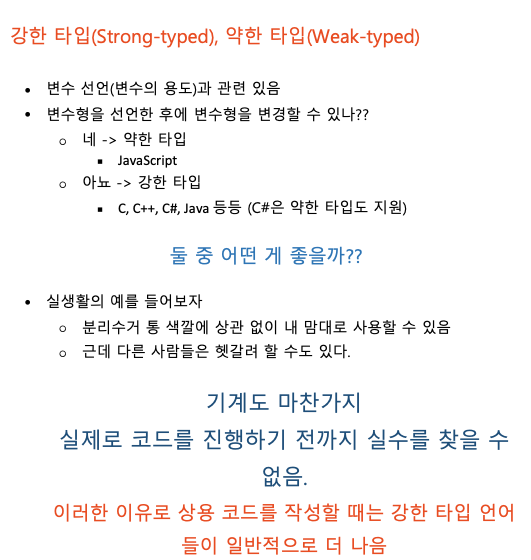 강한 타입(Strong-typed), 약한 타입(Weak-typed)
• 변수 선언(변수의 용도)과 관련 있음
• 변수형을 선언한 후에 변수형을 변경할 수 있나??
○ 네 -> 약한 타입
▪ JavaScript
○ 아뇨 -> 강한 타입
▪ C, C++, C#, Java 등등 (C#은 약한 타입도 지원)
둘 중 어떤 게 좋을까??
• 실생활의 예를 들어보자
○ 분리수거 통 색깔에 상관 없이 내 맘대로 사용할 수 있음
○ 근데 다른 사람들은 헷갈려 할 수도 있다.
기계도 마찬가지
실제로 코드를 진행하기 전까지 실수를 찾을 수
없음.
이러한 이유로 상용 코드를 작성할 때는 강한 타입 언어
들이 일반적으로 더 나음